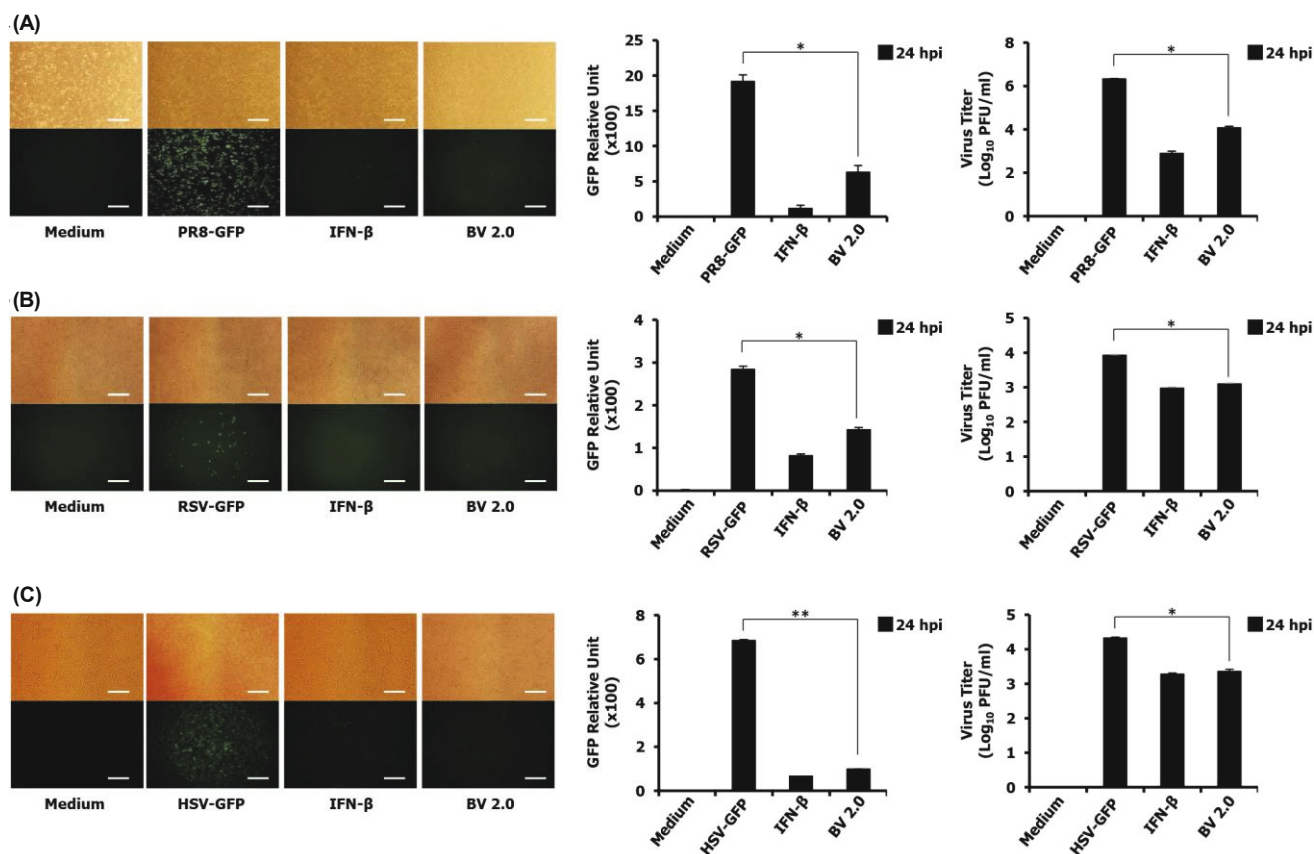 (A)
Medium
PR8-GFP
IFN-β
BV 2.0
GFP Relative Unit
(x100)
25
20
15
10
5
0
*
24 hpi
Medium
PR8-GFP
IFN-β
BV 2.0
Virus Titer
(Log10 PFU/ml)
8
6
4
2
0
*
24 hpi
Medium
PR8-GFP
IFN-β
BV 2.0
(B)
Medium
RSV-GFP
IFN-β
BV 2.0
GFP Relative Unit
(x100)
4
3
2
1
0
*
24 hpi
Medium
RSV-GFP
IFN-β
BV 2.0
Virus Titer
(Log10 PFU/ml)
5
4
3
2
1
0
*
24 hpi
Medium
RSV-GFP
IFN-β
BV 2.0
(C)
Medium
HSV-GFP
IFN-β
BV 2.0
GFP Relative Unit
(x100)
8
6
4
2
0
**
24 hpi
Medium
HSV-GFP
IFN-β
BV 2.0
Virus Titer
(Log10 PFU/ml)
5
4
3
2
1
0
*
24 hpi
Medium
HSV-GFP
IFN-β
BV 2.0